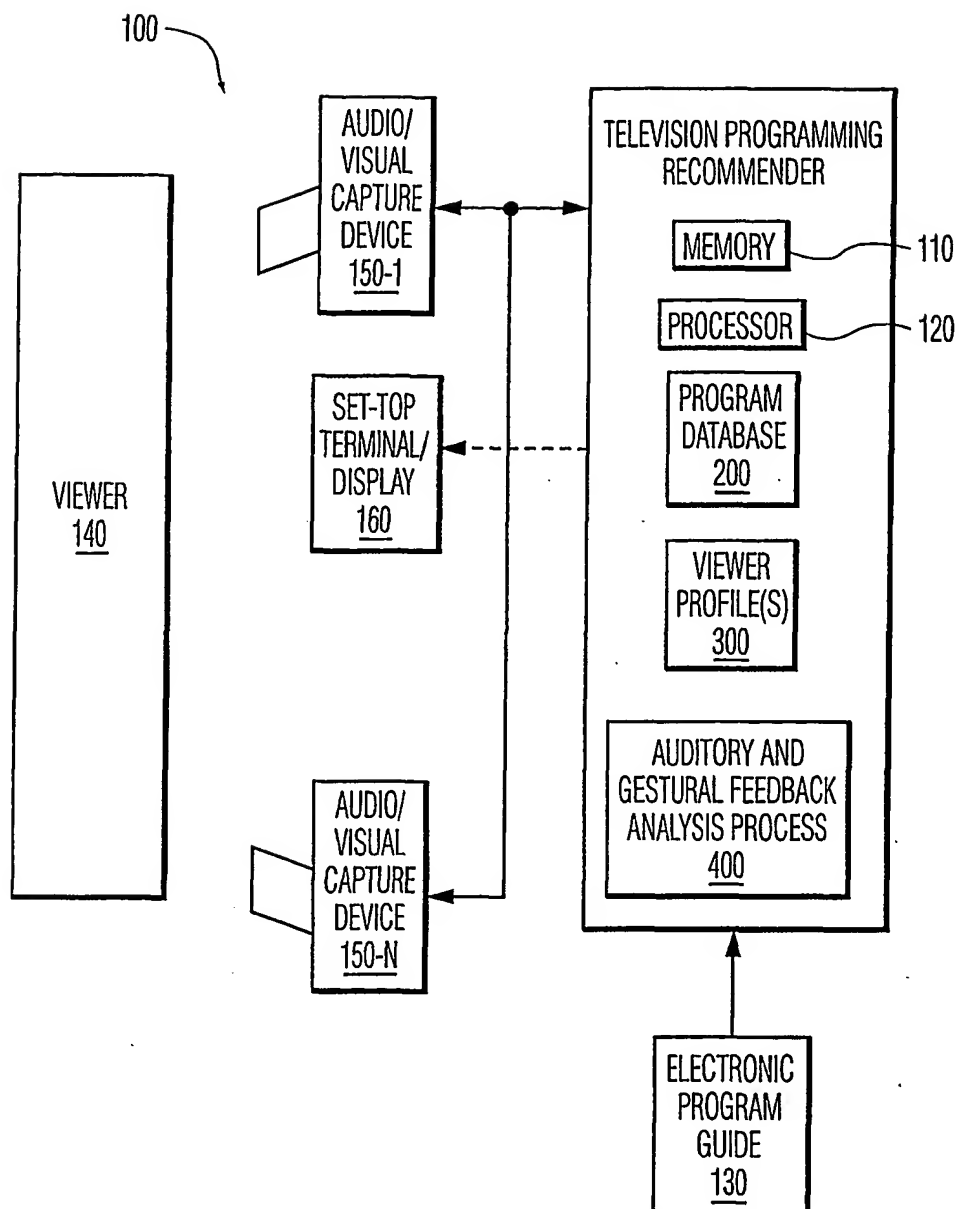 100
AUDIO/
VISUAL
CAPTURE
DEVICE
150-1
TELEVISION PROGRAMMING
RECOMMENDER
MEMORY
110
PROCESSOR
120
SET-TOP
TERMINAL/
DISPLAY
160
PROGRAM
DATABASE
200
VIEWER
140
VIEWER
PROFILE(S)
300
AUDITORY AND
GESTURAL FEEDBACK
ANALYSIS PROCESS
400
AUDIO/
VISUAL
CAPTURE
DEVICE
150-N
ELECTRONIC
PROGRAM
GUIDE
130